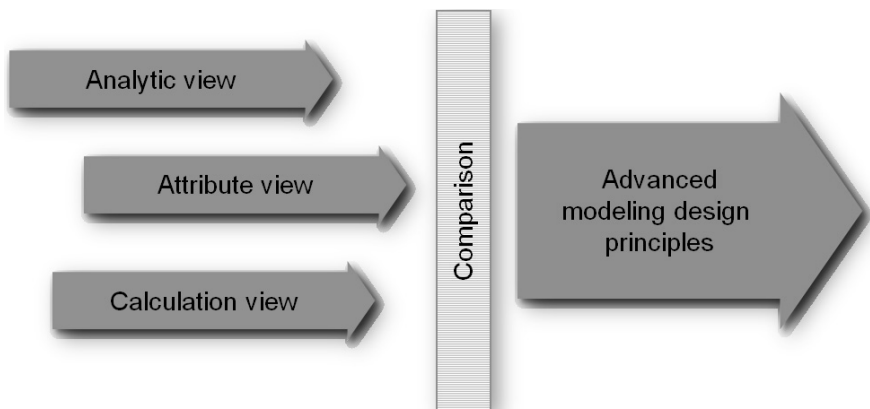 Analytic view
Attribute view
Calculation view
Comparison
Advanced
modeling design
principles